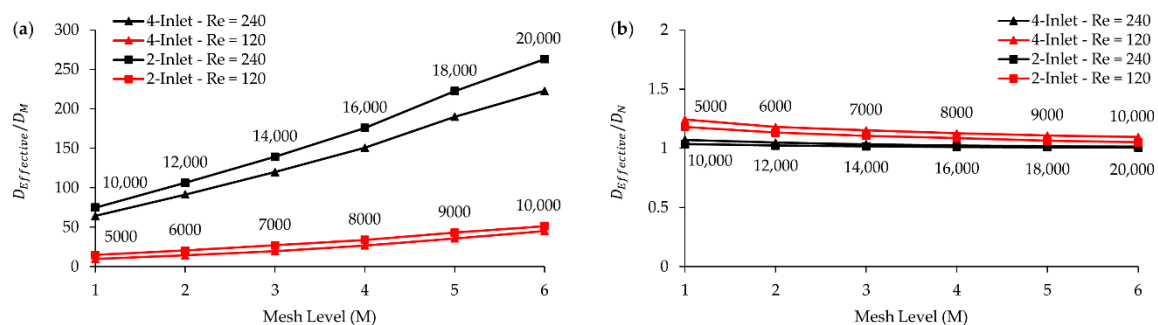 (a)
4-Inlet - Re = 240
4-Inlet - Re = 120
2-Inlet - Re = 240
2-Inlet - Re = 120
300
250
200
150
100
50
0
D_Effective/D_M
10,000
12,000
14,000
16,000
18,000
20,000
5000
6000
7000
8000
9000
10,000
1 2 3 4 5 6
Mesh Level (M)
(b)
4-Inlet - Re = 240
4-Inlet - Re = 120
2-Inlet - Re = 240
2-Inlet - Re = 120
2
1.5
1
0.5
0
D_Effective/D_N
5000 6000 7000 8000 9000 10,000
10,000 12,000 14,000 16,000 18,000 20,000
1 2 3 4 5 6
Mesh Level (M)